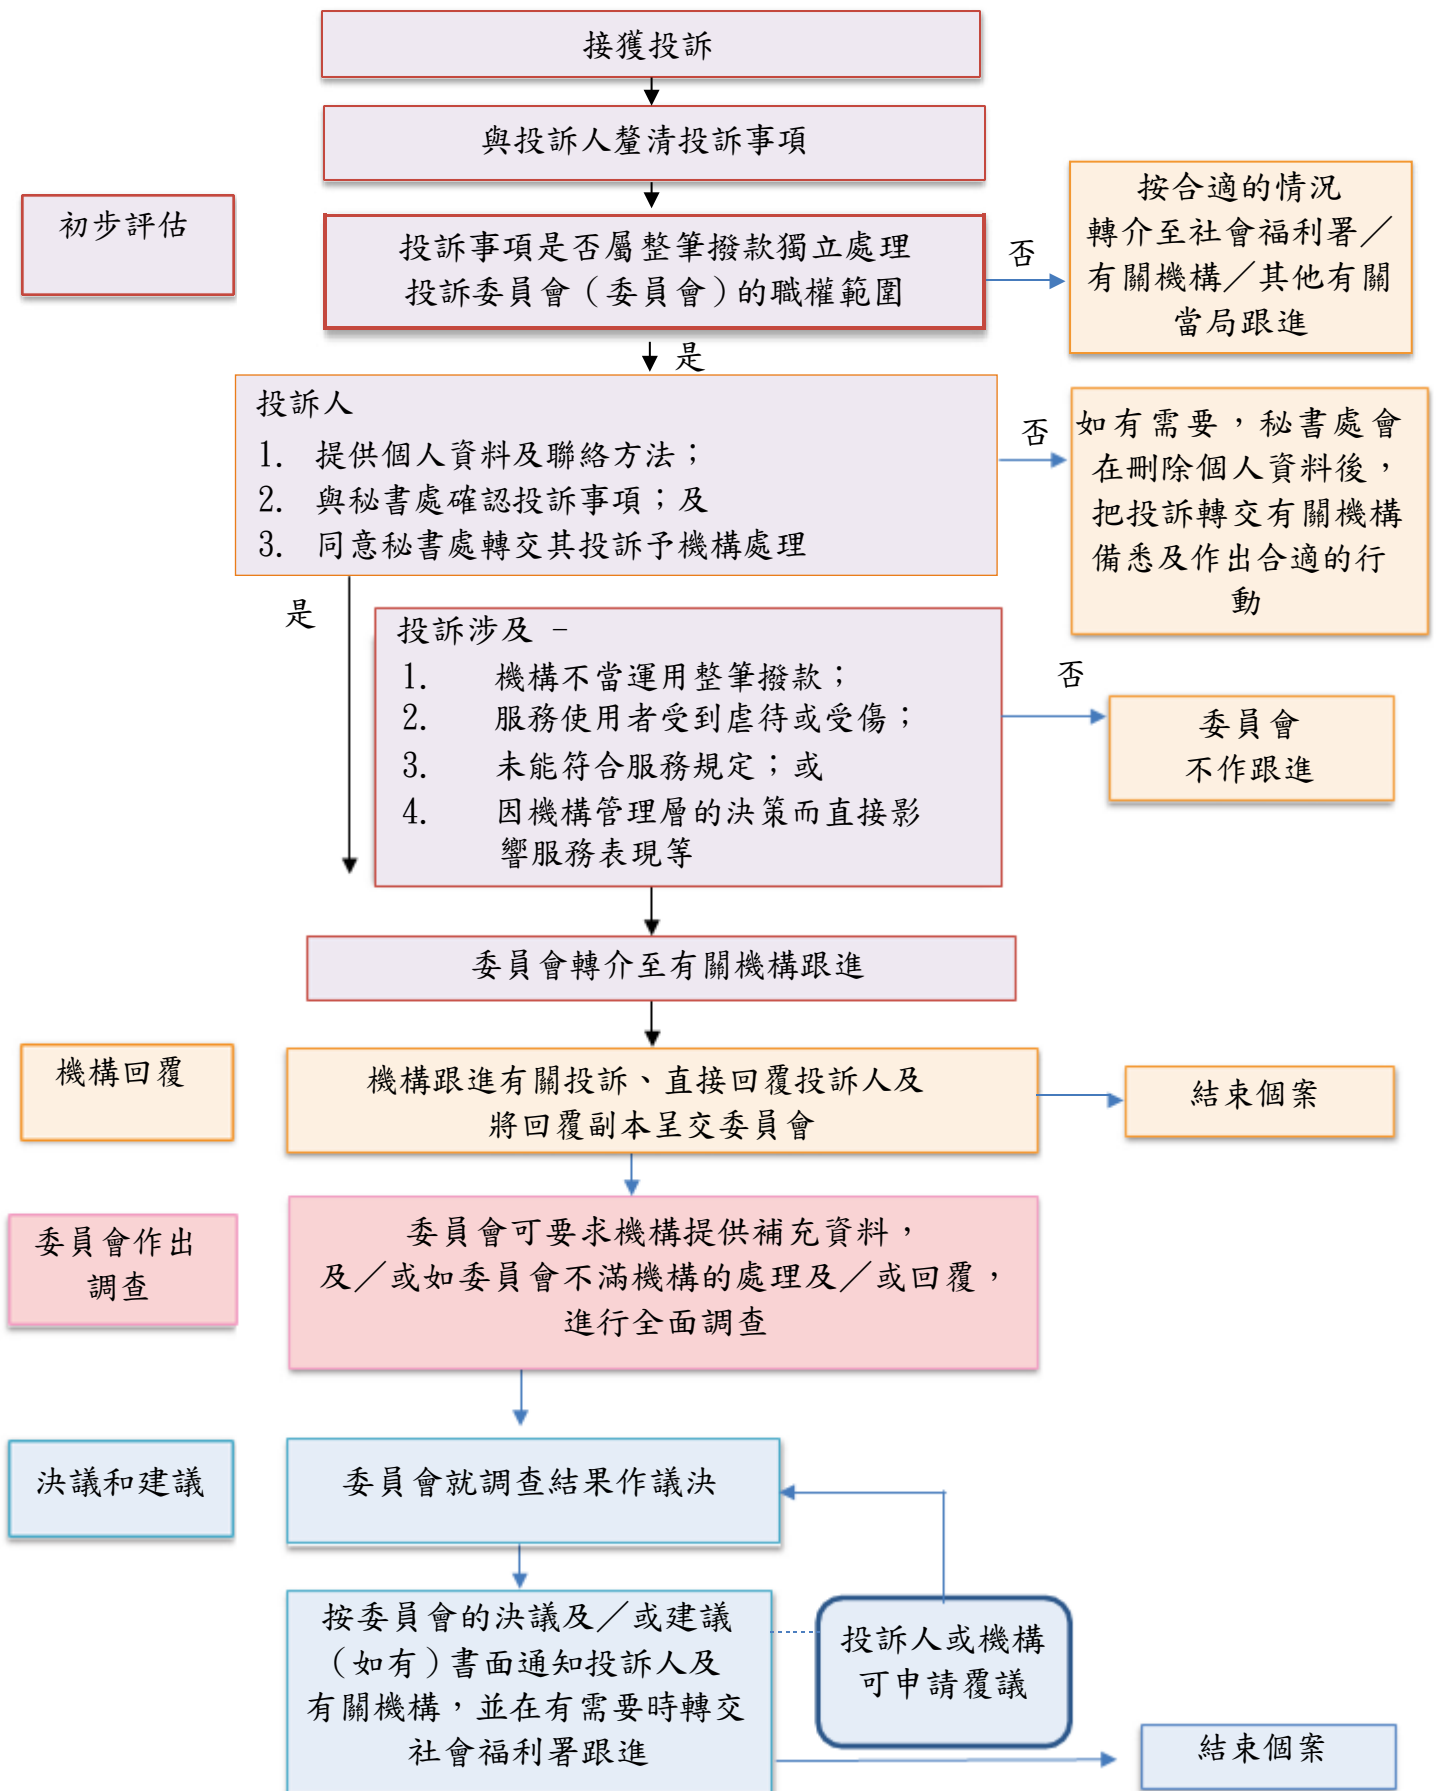 接獲投訴
與投訴人釐清投訴事項
初步評估
投訴事項是否屬整筆撥款獨立處理
投訴委員會（委員會）的職權範圍
否
按合適的情況
轉介至社會福利署／
有關機構／其他有關
當局跟進
是
投訴人
1. 提供個人資料及聯絡方法；
2. 與秘書處確認投訴事項；及
3. 同意秘書處轉交其投訴予機構處理
否
如有需要，秘書處會
在刪除個人資料後，
把投訴轉交有關機構
備悉及作出合適的行
動
是
投訴涉及 –
1. 機構不當運用整筆撥款；
2. 服務使用者受到虐待或受傷；
3. 未能符合服務規定；或
4. 因機構管理層的決策而直接影
響服務表現等
否
委員會
不作跟進
委員會轉介至有關機構跟進
機構回覆
機構跟進有關投訴、直接回覆投訴人及
將回覆副本呈交委員會
結束個案
委員會作出
調查
委員會可要求機構提供補充資料，
及／或如委員會不滿機構的處理及／或回覆，
進行全面調查
決議和建議
委員會就調查結果作議決
按委員會的決議及／或建議
（如有）書面通知投訴人及
有關機構，並在有需要時轉交
社會福利署跟進
投訴人或機構
可申請覆議
結束個案